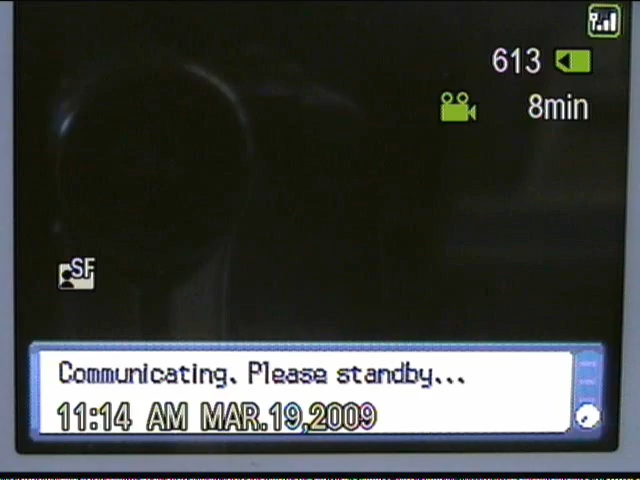 613
8min
SF
Communicating. Please standby...
11:14 AM MAR.19,2009